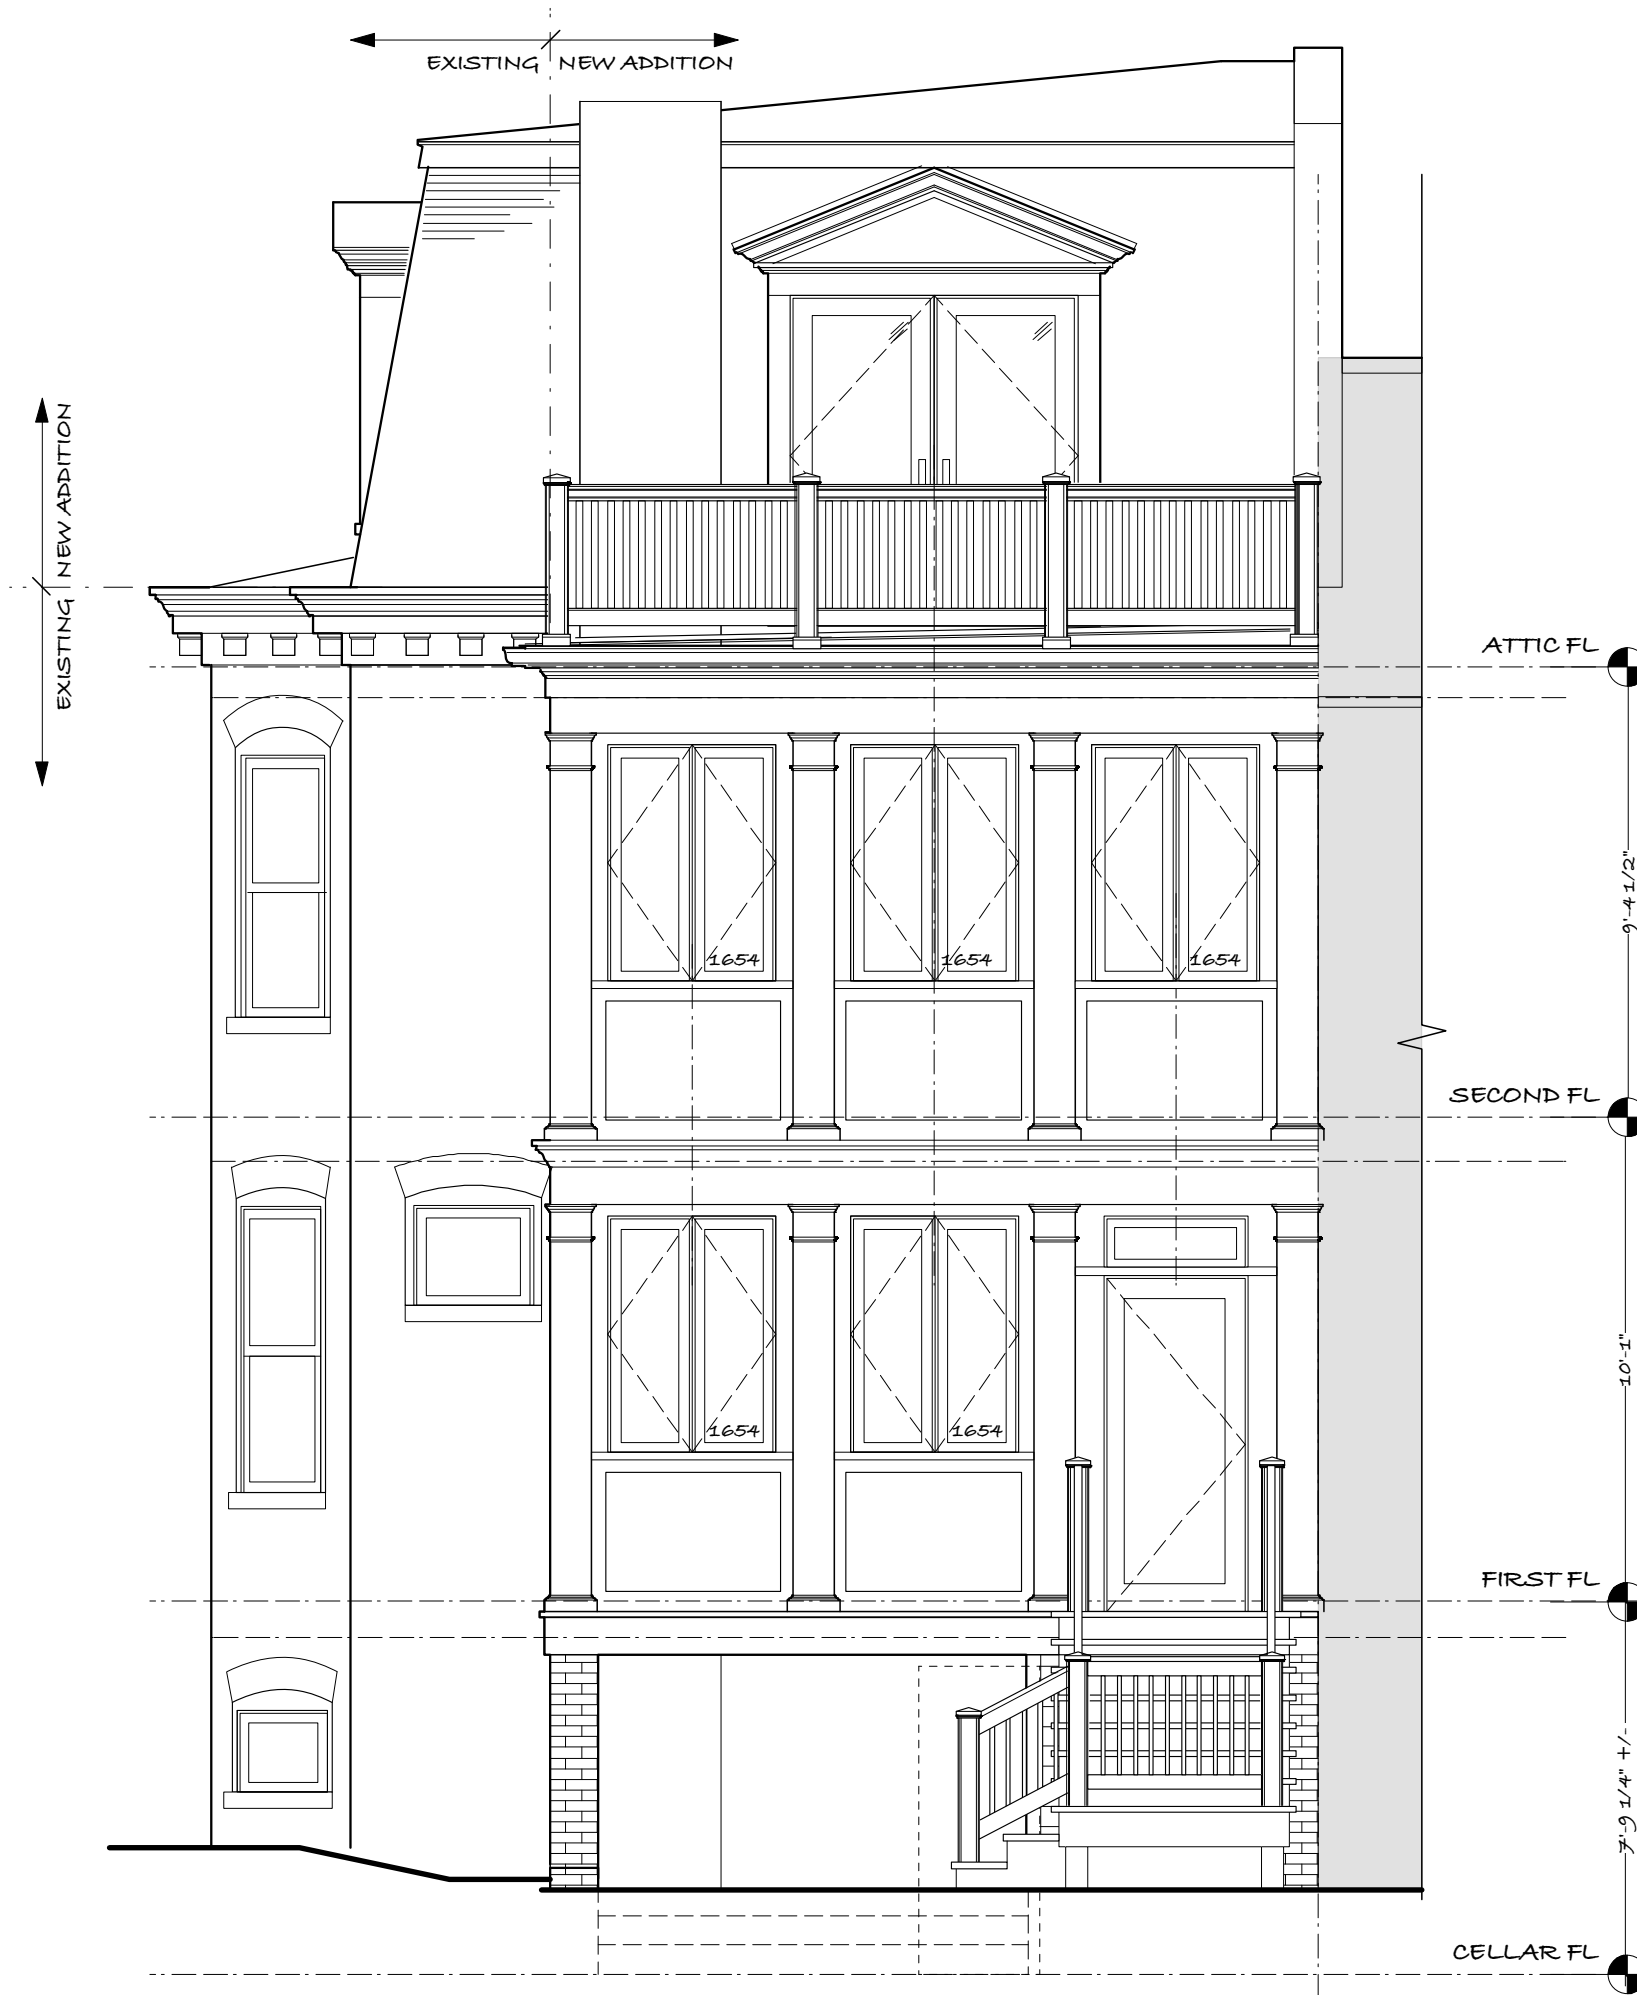 EXISTING NEW ADDITION
NEW ADDITION
EXISTING
ATTIC FL
9'-4 1/2"
1654 1654 1654
SECOND FL
10'-1"
1654 1654
FIRST FL
7'-9 1/4" +/-
CELLAR FL